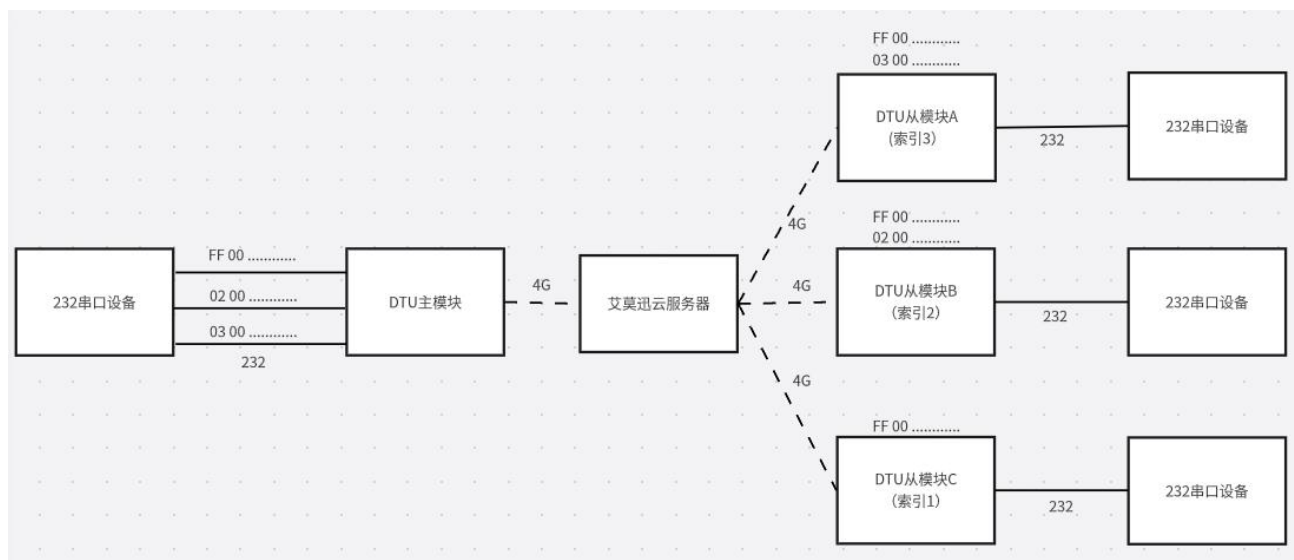 FF 00 ............
03 00 ............
DTU从模块A
(索引3)
232
232串口设备
4G
FF 00 ............
02 00 ............
232串口设备
FF 00 ............
02 00 ............
03 00 ............
232
DTU主模块
4G
艾莫迅云服务器
4G
DTU从模块B
(索引2)
232
232串口设备
4G
FF 00 ............
DTU从模块C
(索引1)
232
232串口设备